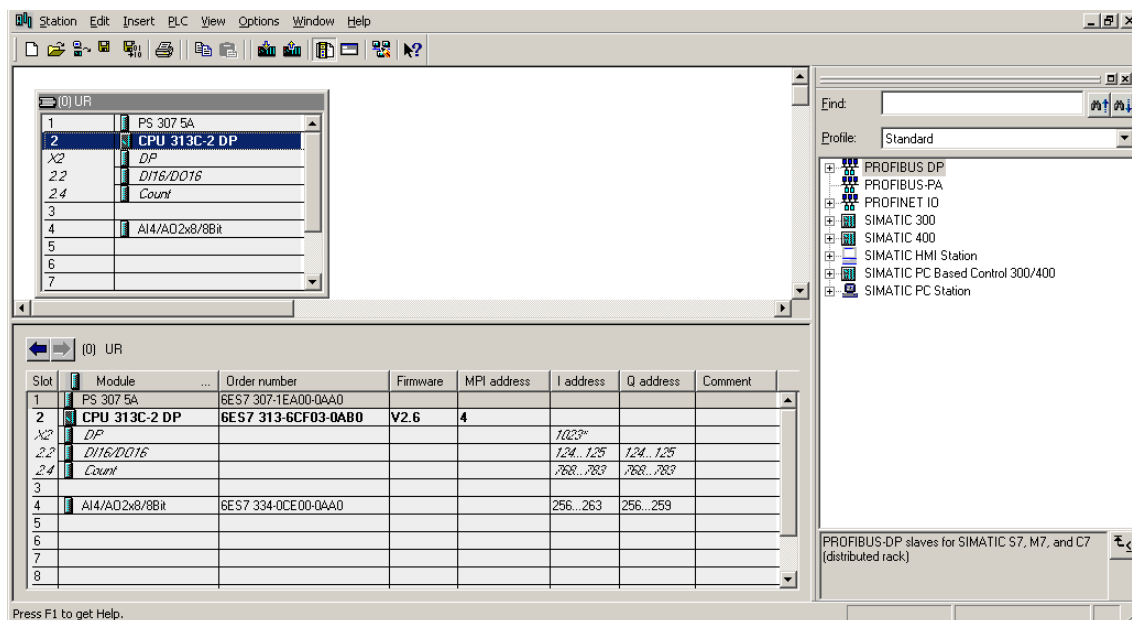 Station Edit Insert PLC View Options Window Help
(0) UR
1 PS 307 5A
2 CPU 313C-2 DP
X2 DP
2.2 DI16/DO16
2.4 Count
3
4 AI4/AO2x8/8Bit
5
6
7
Find:
Profile: Standard
PROFIBUS DP
PROFIBUS-PA
PROFINET IO
SIMATIC 300
SIMATIC 400
SIMATIC HMI Station
SIMATIC PC Based Control 300/400
SIMATIC PC Station
(0) UR
Slot Module ... Order number Firmware MPI address I address Q address Comment
1 PS 307 5A 6ES7 307-1EA00-0AA0
2 CPU 313C-2 DP 6ES7 313-6CF03-0AB0 V2.6 4
X2 DP 1023*
2.2 DI16/DO16 124...125 124...125
2.4 Count 768...783 768...783
3
4 AI4/AO2x8/8Bit 6ES7 334-0CE00-0AA0 256...263 256...259
5
6
7
8
PROFIBUS-DP slaves for SIMATIC S7, M7, and C7
(distributed rack)
Press F1 to get Help.